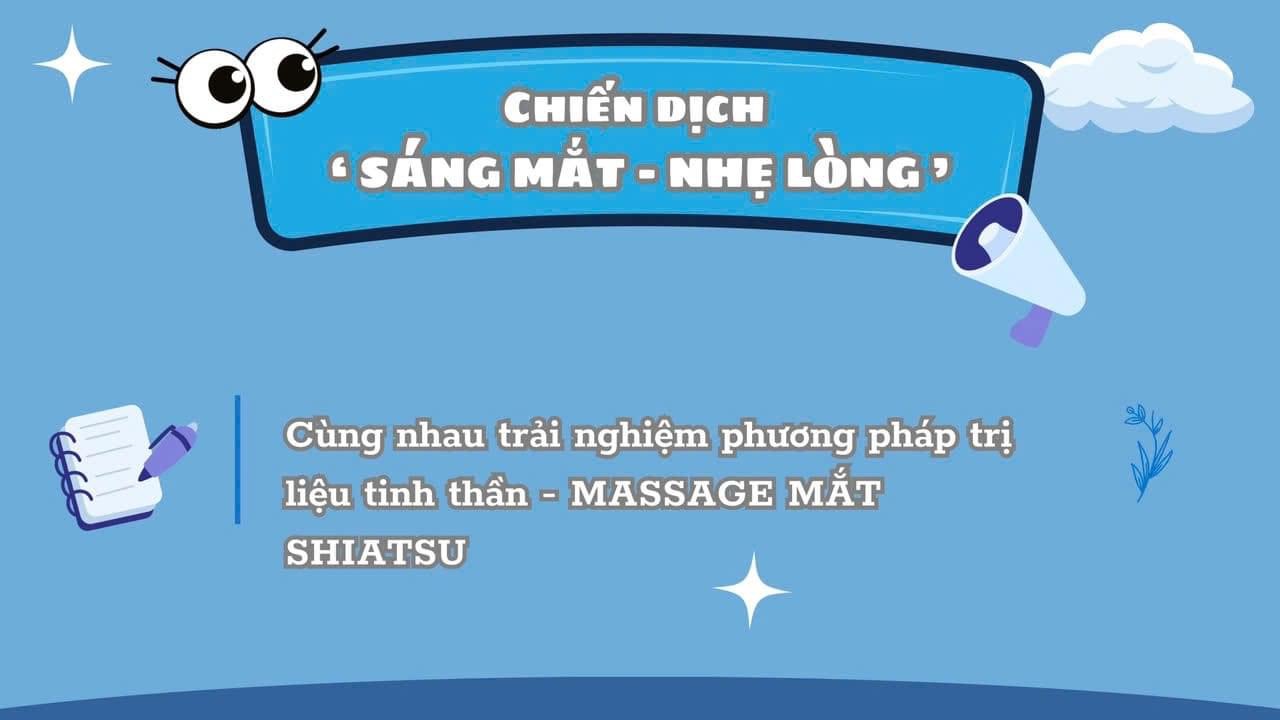 CHIẾN DỊCH
‘ SÁNG MẮT - NHẸ LÒNG ’
Cùng nhau trải nghiệm phương pháp trị
liệu tinh thần - MASSAGE MẮT
SHIATSU